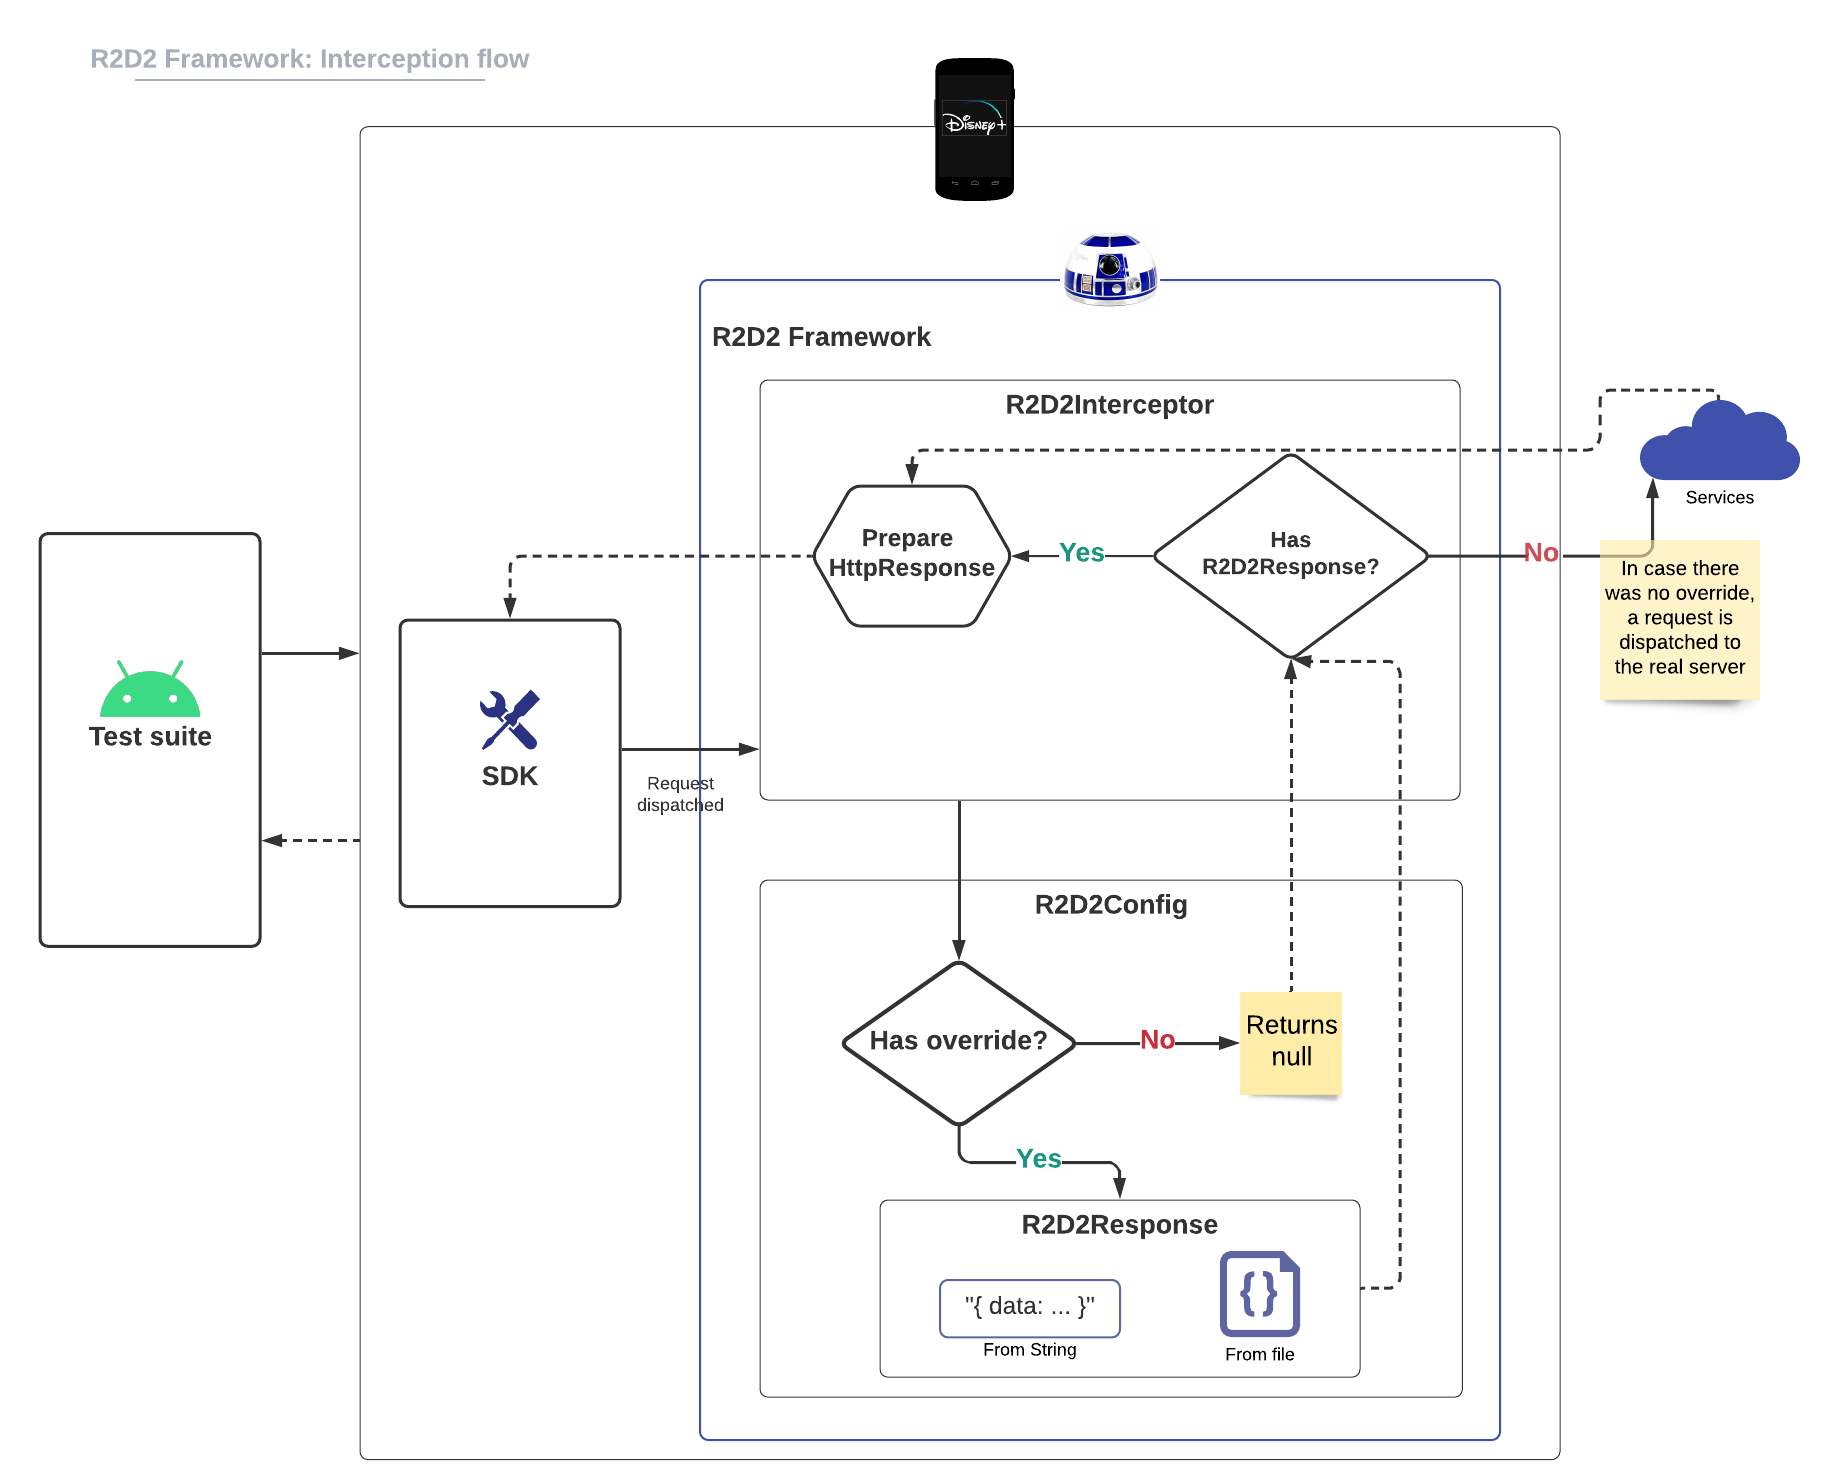 R2D2 Framework: Interception flow
Disney+
R2D2 Framework
R2D2Interceptor
Prepare
HttpResponse
Yes
Has
R2D2Response?
No
Services
In case there
was no override,
a request is
dispatched to
the real server
Test suite
SDK
Request
dispatched
R2D2Config
Has override?
No
Returns
null
Yes
R2D2Response
"{ data: ... }"
From String
{}
From file